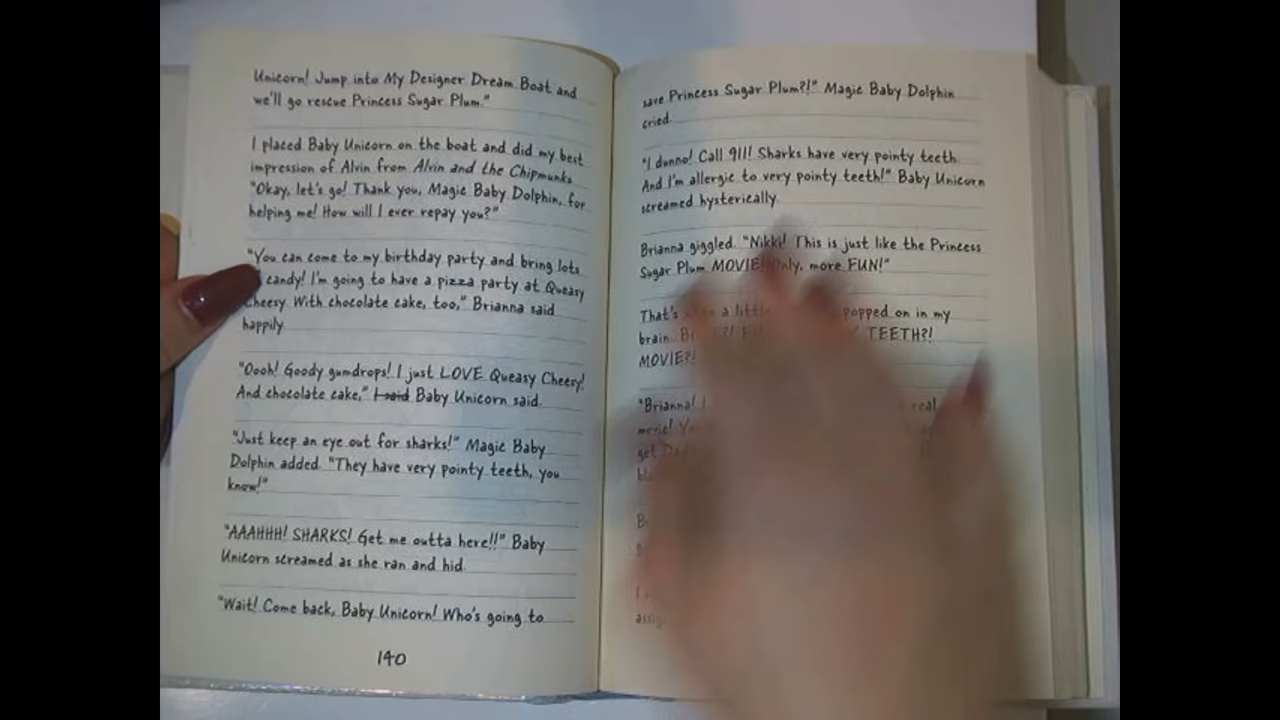 Unicorn! Jump into My Designer Dream Boat and
we'll go rescue Princess Sugar Plum."
I placed Baby Unicorn on the boat and did my best
impression of Alvin from Alvin and the Chipmunks.
"Okay, let's go! Thank you, Magic Baby Dolphin, for
helping me! How will I ever repay you?"
"You can come to my birthday party and bring lots
candy! I'm going to have a pizza party at Queasy
Cheesy. With chocolate cake, too," Brianna said
happily.
"Oooh! Goody gumdrops! I just LOVE Queasy Cheesy!
And chocolate cake," I said Baby Unicorn said.
"Just keep an eye out for sharks!" Magic Baby
Dolphin added. "They have very pointy teeth, you
know!"
"AAAHHH! SHARKS! Get me outta here!!" Baby
Unicorn screamed as she ran and hid.
"Wait! Come back, Baby Unicorn! Who's going to
140
save Princess Sugar Plum?!" Magic Baby Dolphin
cried.
"I dunno! Call 911! Sharks have very pointy teeth.
And I'm allergic to very pointy teeth!" Baby Unicorn
screamed hysterically.
Brianna giggled. "Nikki! This is just like the Princess
Sugar Plum MOVIE! Only, more FUN!"
That's a little popped on in my
brain. TEETH?!
MOVIE?!
"Brianna! I real
movie!
get